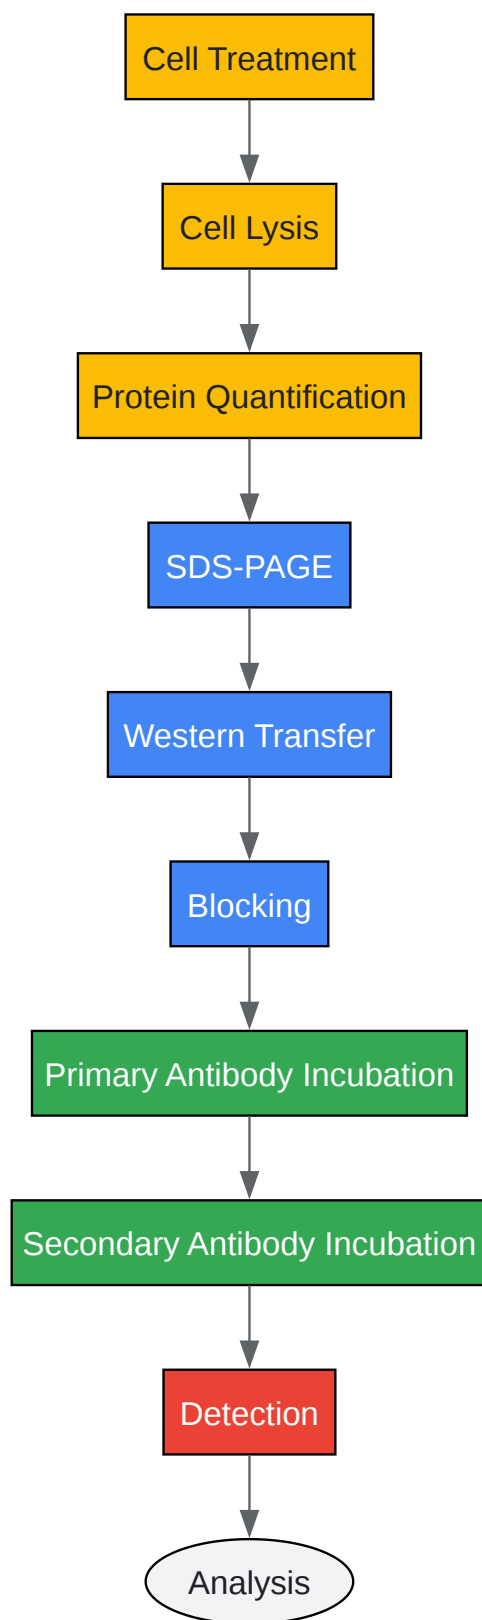 Cell Treatment
Cell Lysis
Protein Quantification
SDS-PAGE
Western Transfer
Blocking
Primary Antibody Incubation
Secondary Antibody Incubation
Detection
Analysis